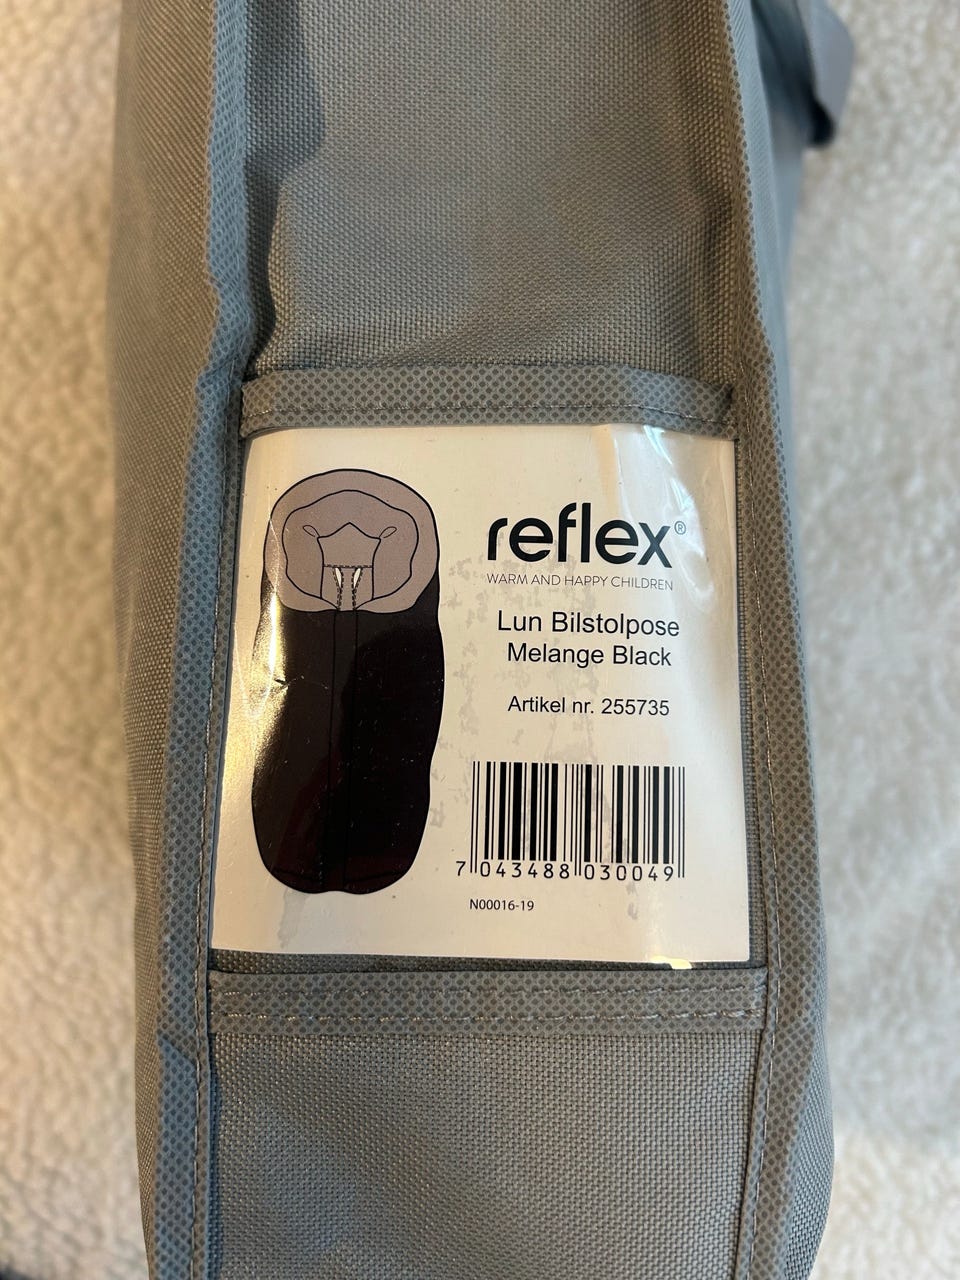 reflex®
WARM AND HAPPY CHILDREN
Lun Bilstolpose
Melange Black
Artikel nr. 255735
7 043488 030049
N00016-19